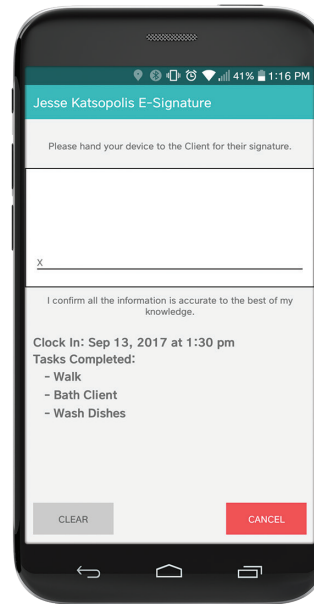 41% 1:16 PM
Jesse Katsopolis E-Signature
Please hand your device to the Client for their signature.
X
I confirm all the information is accurate to the best of my
knowledge.
Clock In: Sep 13, 2017 at 1:30 pm
Tasks Completed:
- Walk
- Bath Client
- Wash Dishes
CLEAR CANCEL